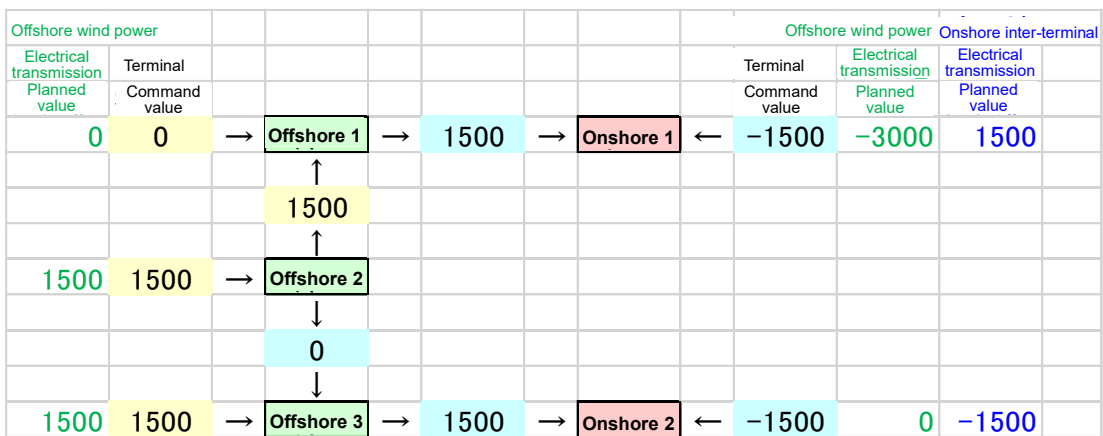 Offshore wind power Offshore wind power Onshore inter-terminal
Electrical transmission Terminal Terminal Electrical transmission Electrical transmission
Planned value Command value Command value Planned value Planned value
0 0 → Offshore 1 → 1500 → Onshore 1 ← −1500 −3000 1500
↑
1500
↑
1500 1500 → Offshore 2
↓
0
↓
1500 1500 → Offshore 3 → 1500 → Onshore 2 ← −1500 0 −1500